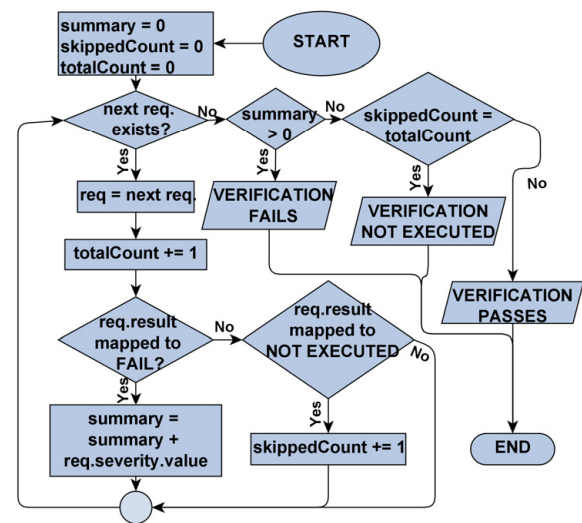 summary = 0
skippedCount = 0
totalCount = 0
START
next req.
exists?
No
summary
> 0
No
skippedCount =
totalCount
No
Yes
Yes
Yes
req = next req.
VERIFICATION
FAILS
VERIFICATION
NOT EXECUTED
totalCount += 1
VERIFICATION
PASSES
req.result
mapped to
FAIL?
No
req.result
mapped to
NOT EXECUTED
No
Yes
Yes
summary =
summary +
req.severity.value
skippedCount += 1
END